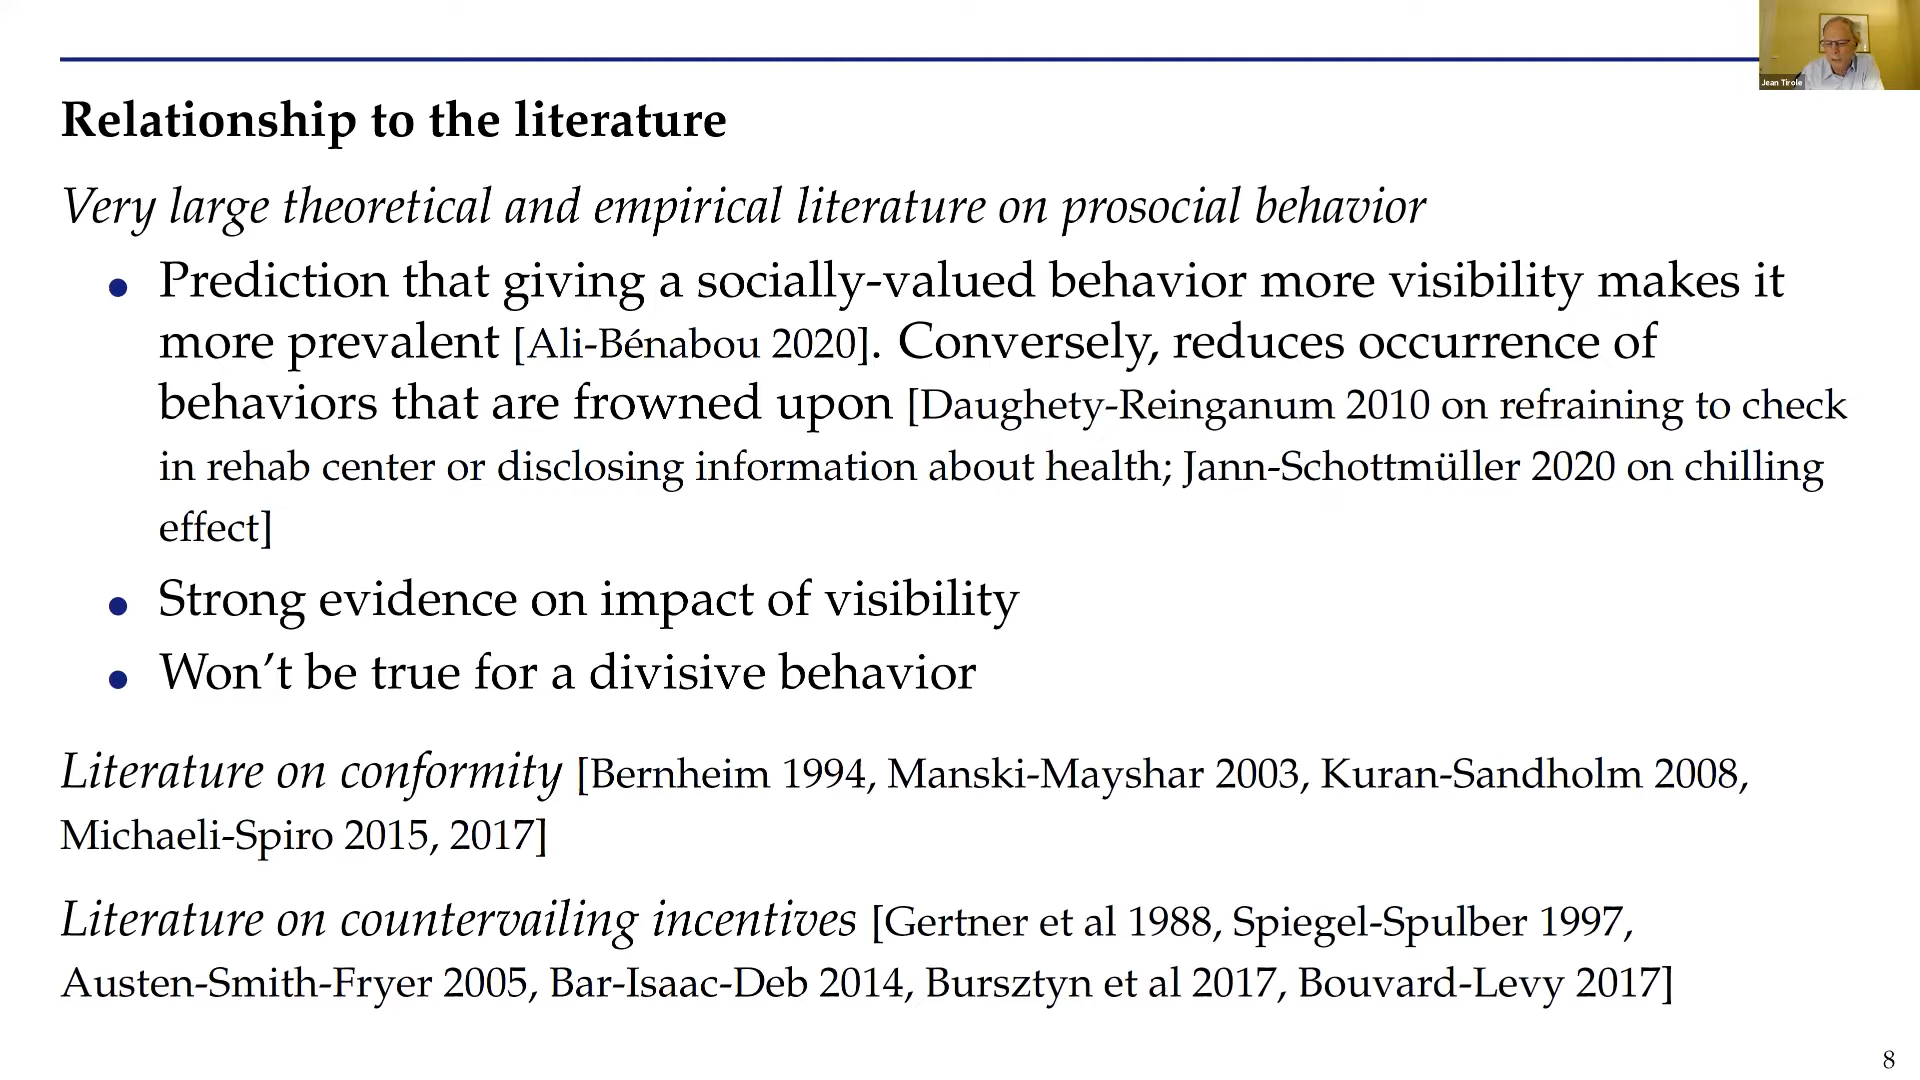 Jean Tirole
Relationship to the literature
Very large theoretical and empirical literature on prosocial behavior
• Prediction that giving a socially-valued behavior more visibility makes it
more prevalent [Ali-Bénabou 2020]. Conversely, reduces occurrence of
behaviors that are frowned upon [Daughety-Reinganum 2010 on refraining to check
in rehab center or disclosing information about health; Jann-Schottmüller 2020 on chilling
effect]
• Strong evidence on impact of visibility
• Won’t be true for a divisive behavior
Literature on conformity [Bernheim 1994, Manski-Mayshar 2003, Kuran-Sandholm 2008,
Michaeli-Spiro 2015, 2017]
Literature on countervailing incentives [Gertner et al 1988, Spiegel-Spulber 1997,
Austen-Smith-Fryer 2005, Bar-Isaac-Deb 2014, Bursztyn et al 2017, Bouvard-Levy 2017]
8